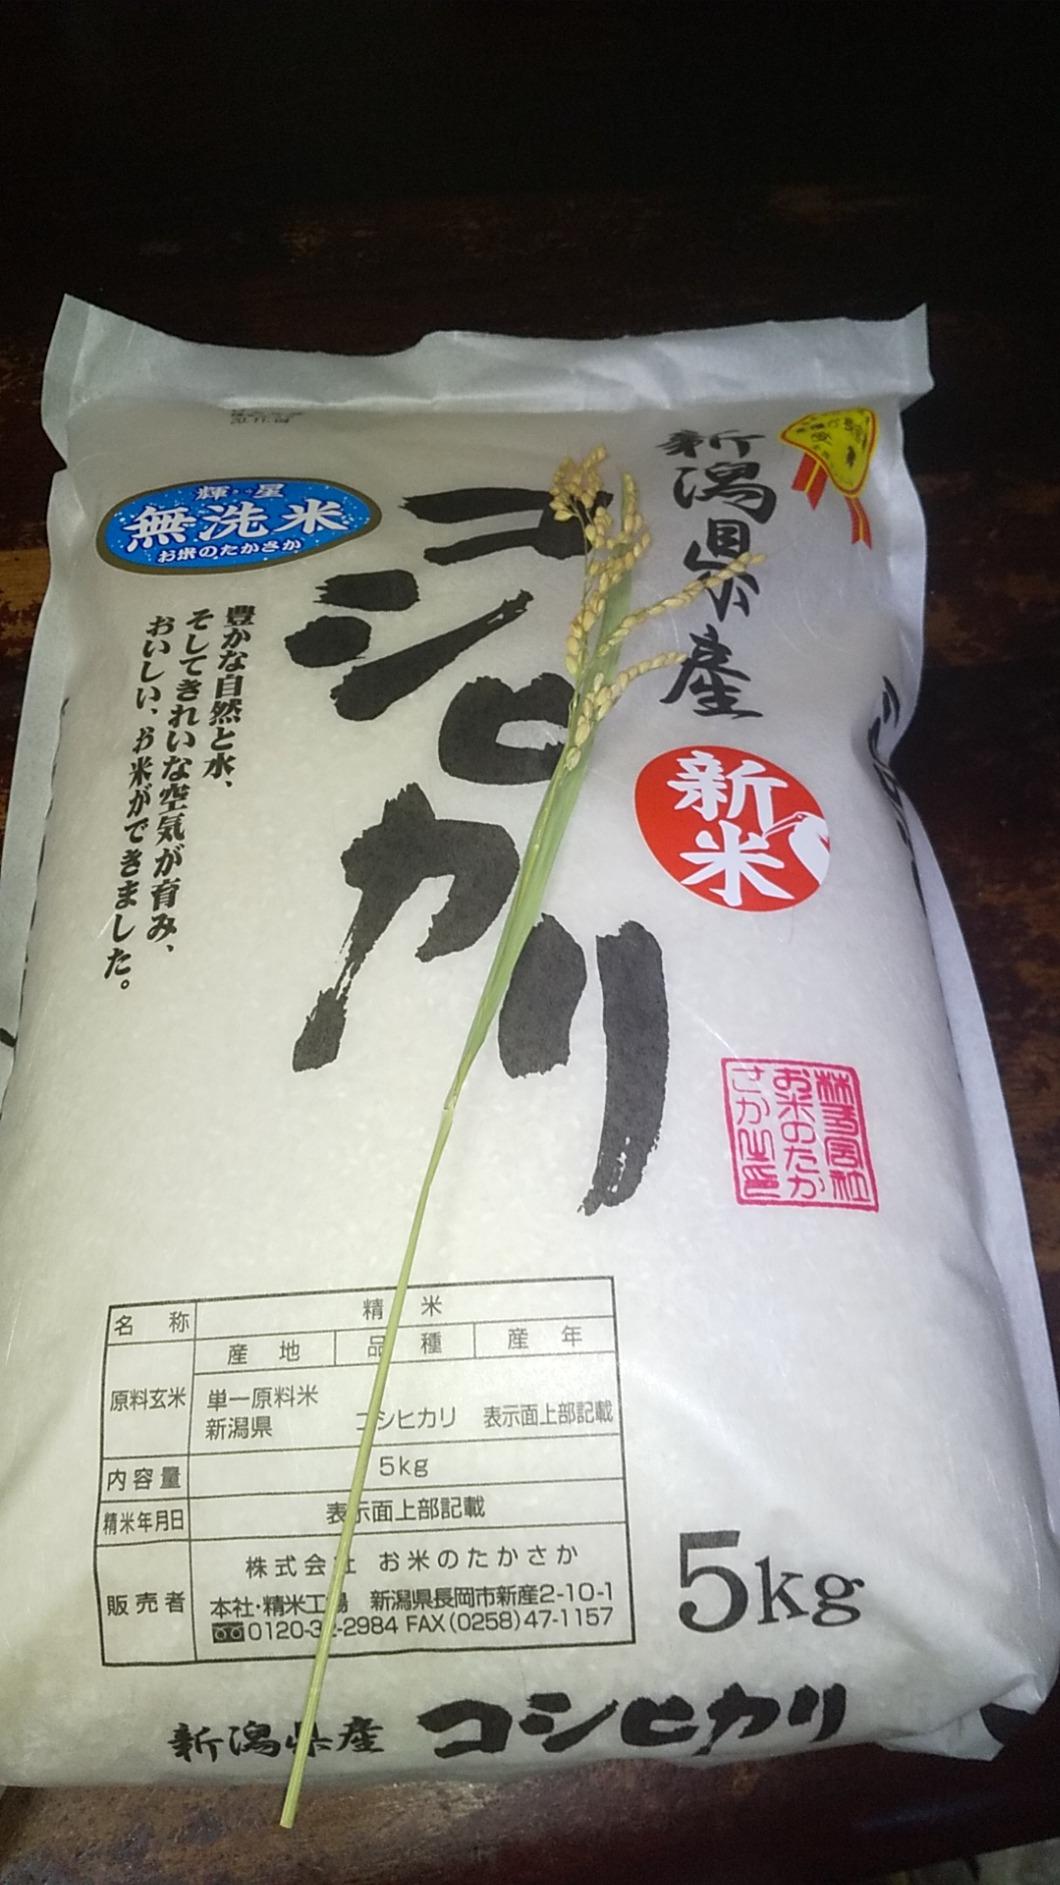 輝く星
無洗米
お米のたかさか
新潟県産
コシヒカリ
新米
豊かな自然と水、
そしてきれいな空気が育み、
おいしい、お米ができました。
株式会社
お米のたか
さか之印
名 称 精 米
原料玄米 産 地 品 種 産 年
単一原料米
新潟県 コシヒカリ 表示面上部記載
内容量 5kg
精米年月日 表示面上部記載
販売者 株式会社 お米のたかさか
本社・精米工場 新潟県長岡市新産2-10-1
0120-3 -2984 FAX(0258)47-1157
5kg
新潟県産 コシヒカリ